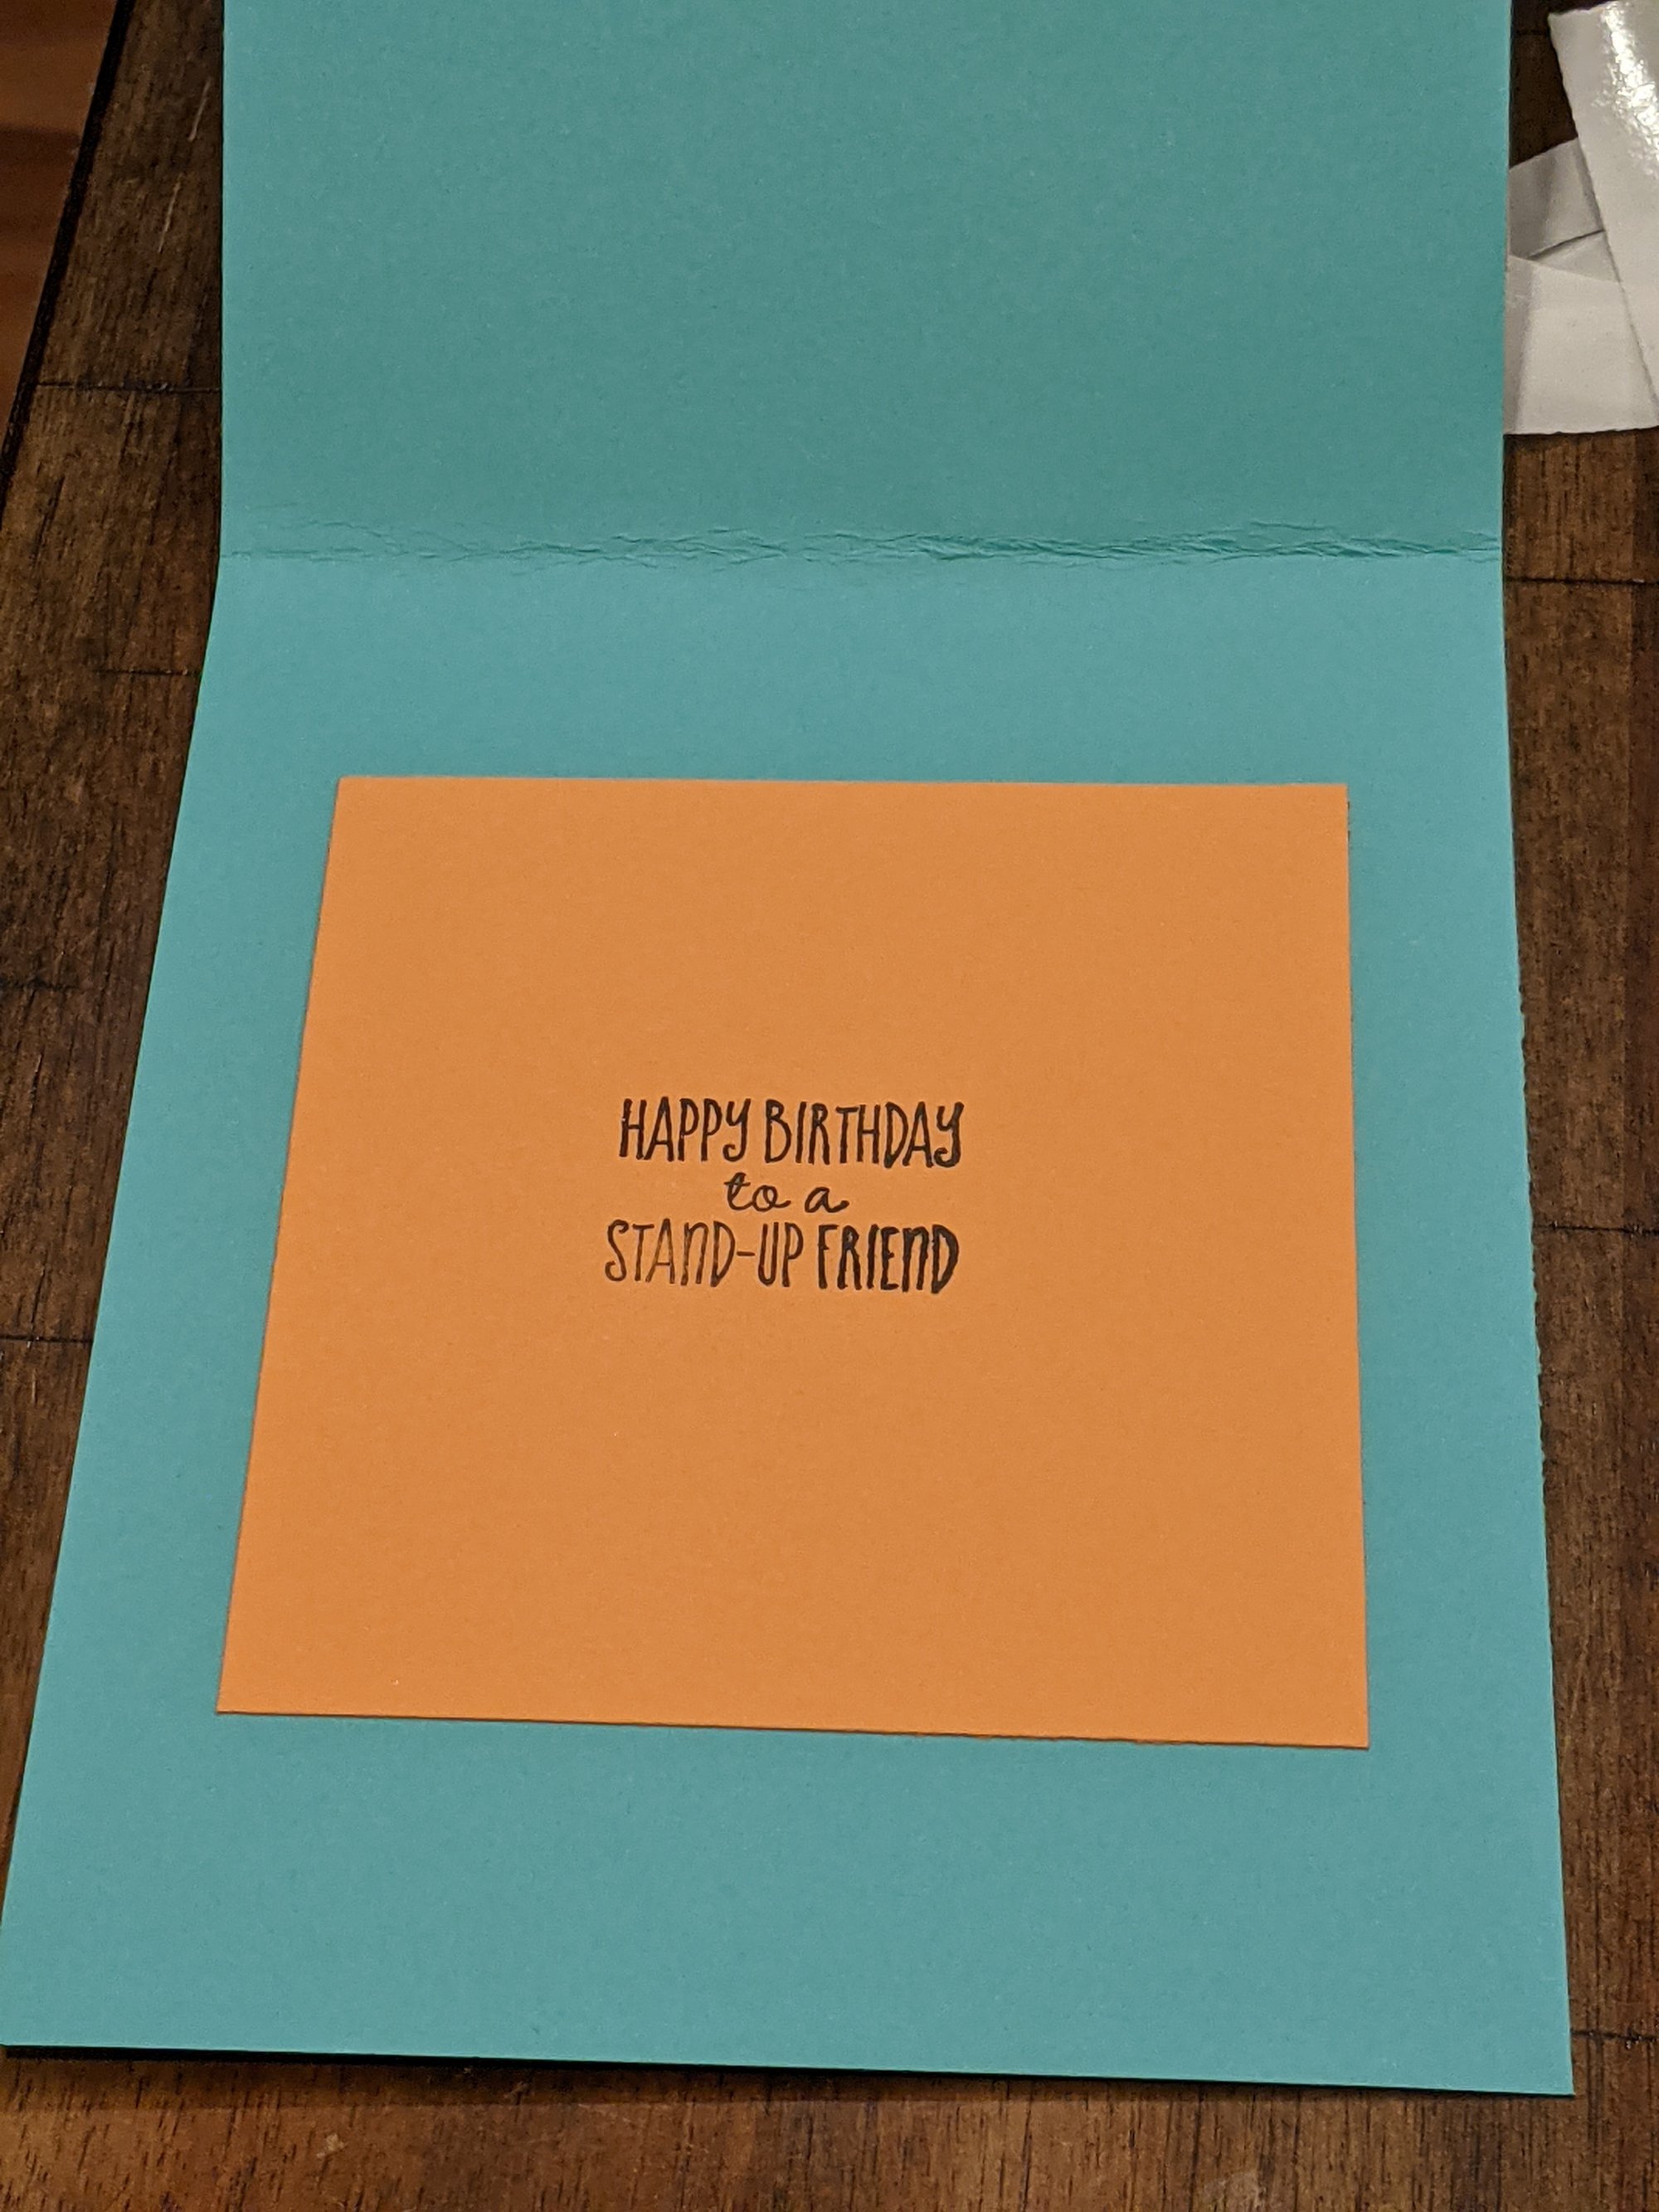 HAPPY BIRTHDAY
to a
STAND-UP FRIEND